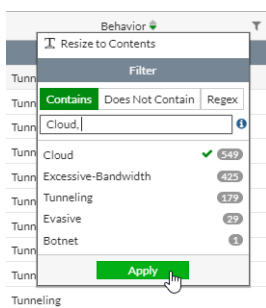 Behavior
Resize to Contents
Filter
Tunn
Contains Does Not Contain Regex
Tunn
Cloud,
Tunn
Tunn
Cloud 549
Tunn
Excessive-Bandwidth 425
Tunn
Tunneling 179
Tunn
Evasive 29
Tunn
Botnet 1
Tunn
Apply
Tunneling